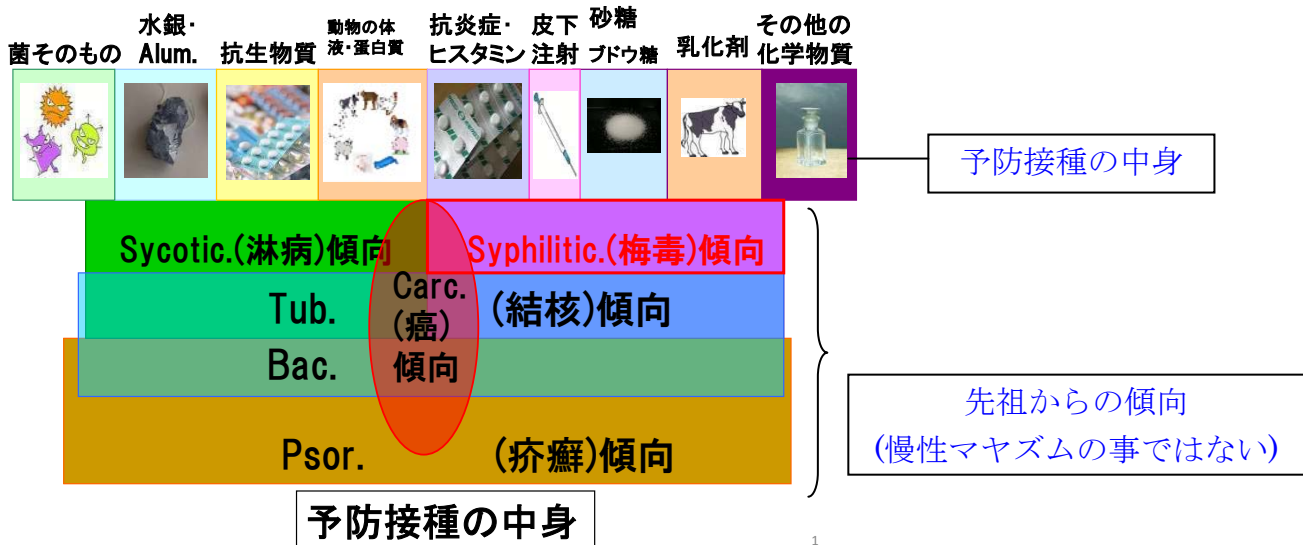 菌そのもの
水銀・
Alum.
抗生物質
動物の体
液・蛋白質
抗炎症・
ヒスタミン
皮下
注射
砂糖
ブドウ糖
乳化剤
その他の
化学物質
予防接種の中身
Sycotic.(淋病)傾向
Syphilitic.(梅毒)傾向
Tub.
Carc.
(癌)
傾向
(結核)傾向
Bac.
Psor.
(疥癬)傾向
先祖からの傾向
(慢性マヤズムの事ではない)
予防接種の中身
1